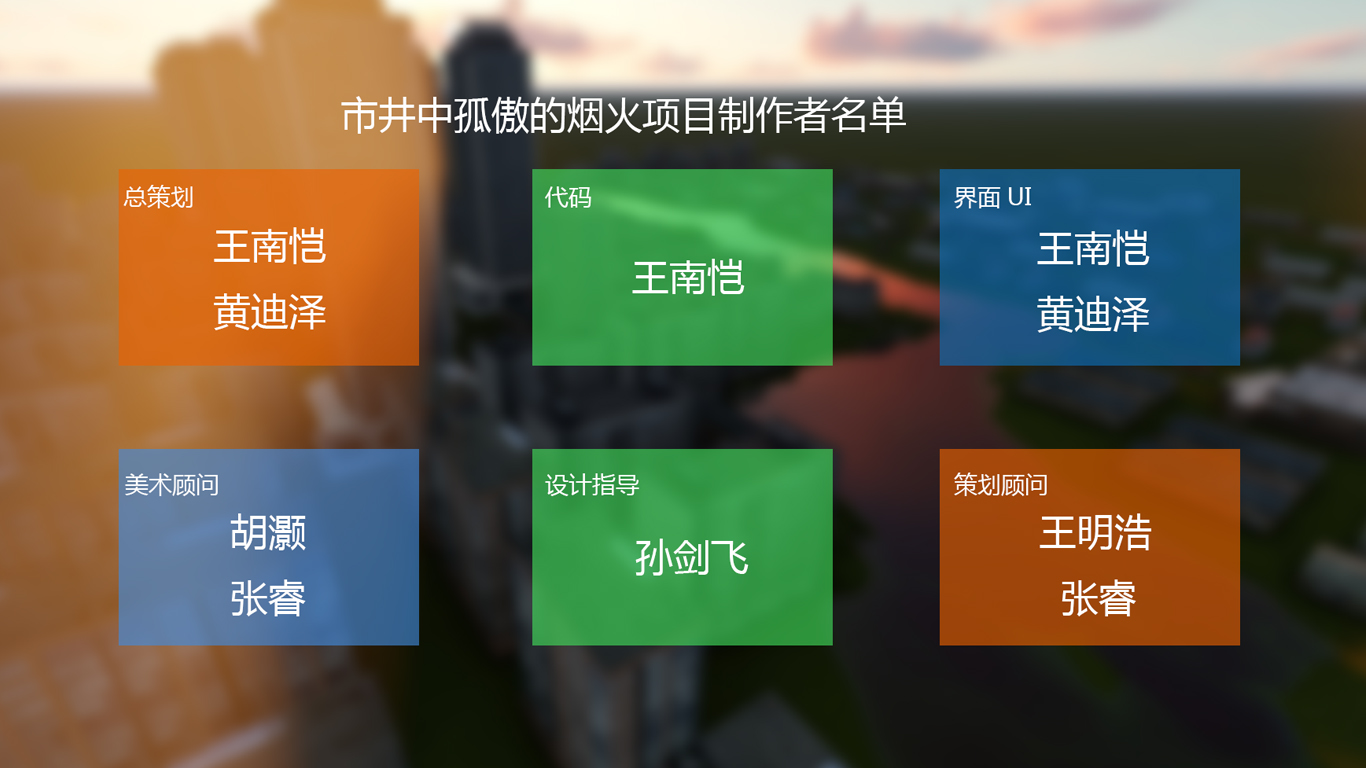 市井中孤傲的烟火项目制作者名单
总策划
王南恺
黄迪泽
代码
王南恺
界面 UI
王南恺
黄迪泽
美术顾问
胡灏
张睿
设计指导
孙剑飞
策划顾问
王明浩
张睿